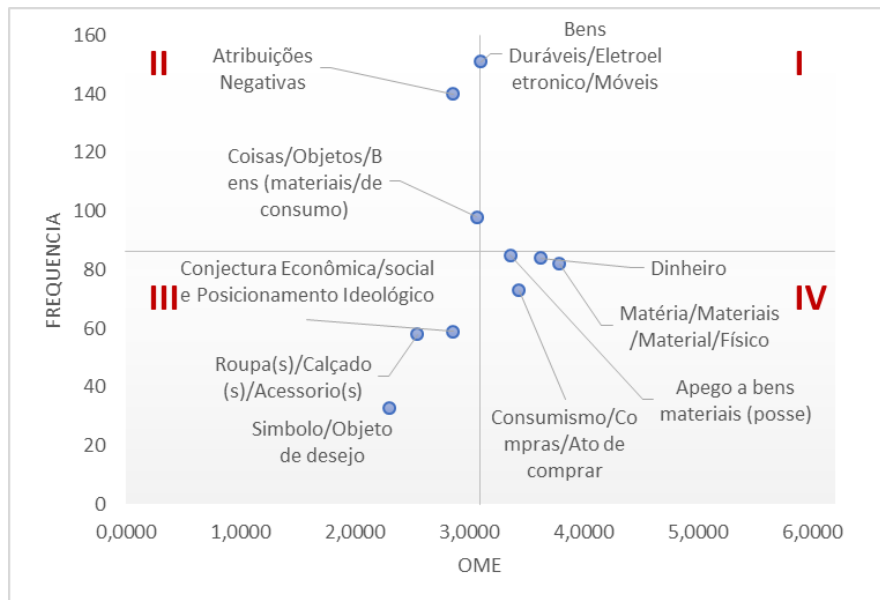 160
140
120
100
80
60
40
20
0
FREQUENCIA
II
I
III
IV
Atribuições
Negativas
Bens
Duráveis/Eletroel
etronico/Móveis
Coisas/Objetos/B
ens (materiais/de
consumo)
Conjectura Econômica/social
e Posicionamento Ideológico
Roupa(s)/Calçado
(s)/Acessorio(s)
Simbolo/Objeto
de desejo
Dinheiro
Matéria/Materiais
/Material/Físico
Apego a bens
materiais (posse)
Consumismo/Co
mpras/Ato de
comprar
0,0000 1,0000 2,0000 3,0000 4,0000 5,0000 6,0000
OME